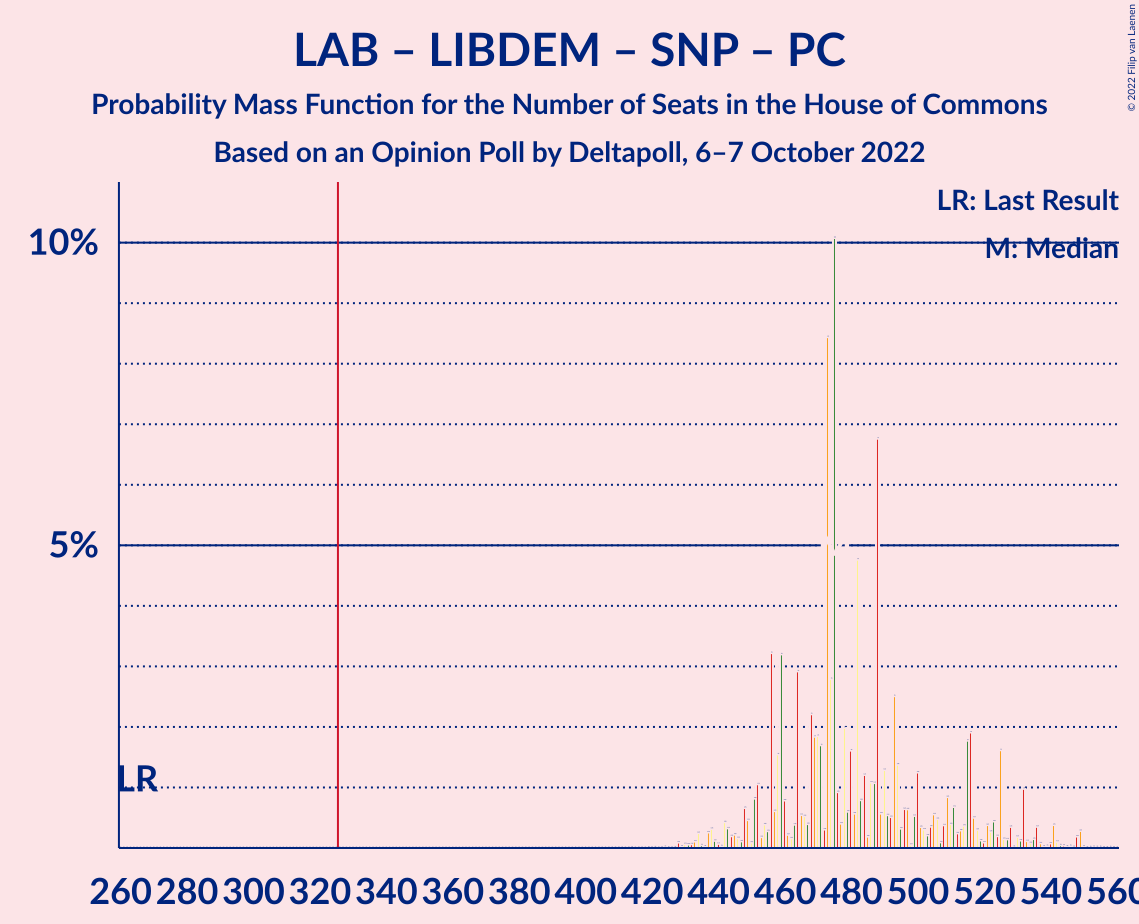 LAB – LIBDEM – SNP – PC
Probability Mass Function for the Number of Seats in the House of Commons
Based on an Opinion Poll by Deltapoll, 6–7 October 2022
© 2022 Filip van Laenen
LR: Last Result
M: Median
10%
5%
LR
260 280 300 320 340 360 380 400 420 440 460 480 500 520 540 560